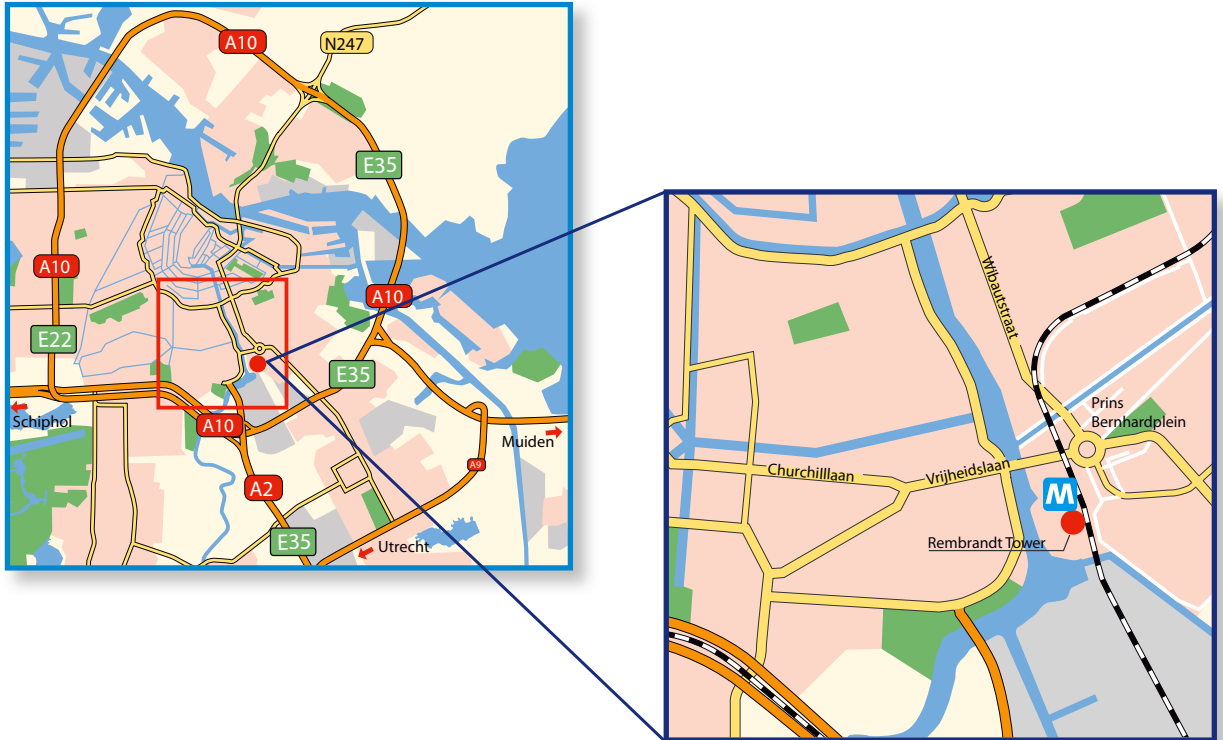 A10
N247
E35
A10
A10
E22
E35
Schiphol
A10
Muiden
A9
A2
E35
Utrecht
Wibautstraat
Prins
Bernhardplein
Churchilllaan
Vrijheidslaan
M
Rembrandt Tower